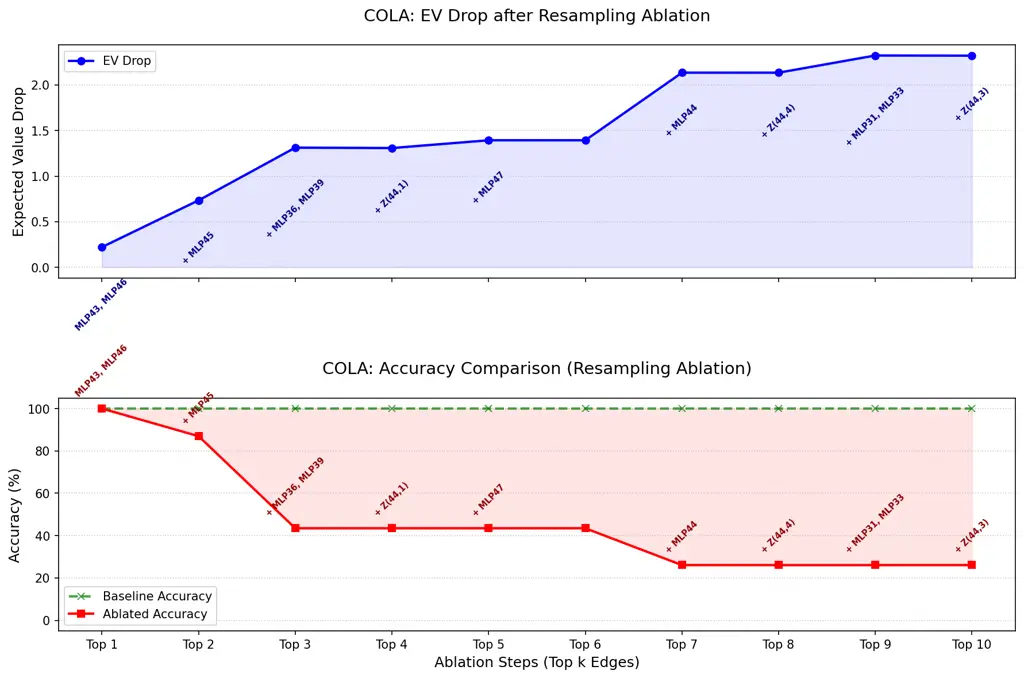 COLA: EV Drop after Resampling Ablation
EV Drop
Expected Value Drop
2.0
1.5
1.0
0.5
0.0
MLP43, MLP46
+ MLP45
+ MLP36, MLP39
+ Z(44,1)
+ MLP47
+ MLP44
+ Z(44,4)
+ MLP31, MLP33
+ Z(44,3)
COLA: Accuracy Comparison (Resampling Ablation)
MLP43, MLP46
+ MLP45
+ MLP36, MLP39
+ Z(44,1)
+ MLP47
+ MLP44
+ Z(44,4)
+ MLP31, MLP33
+ Z(44,3)
Accuracy (%)
100
80
60
40
20
0
Baseline Accuracy
Ablated Accuracy
Top 1 Top 2 Top 3 Top 4 Top 5 Top 6 Top 7 Top 8 Top 9 Top 10
Ablation Steps (Top k Edges)